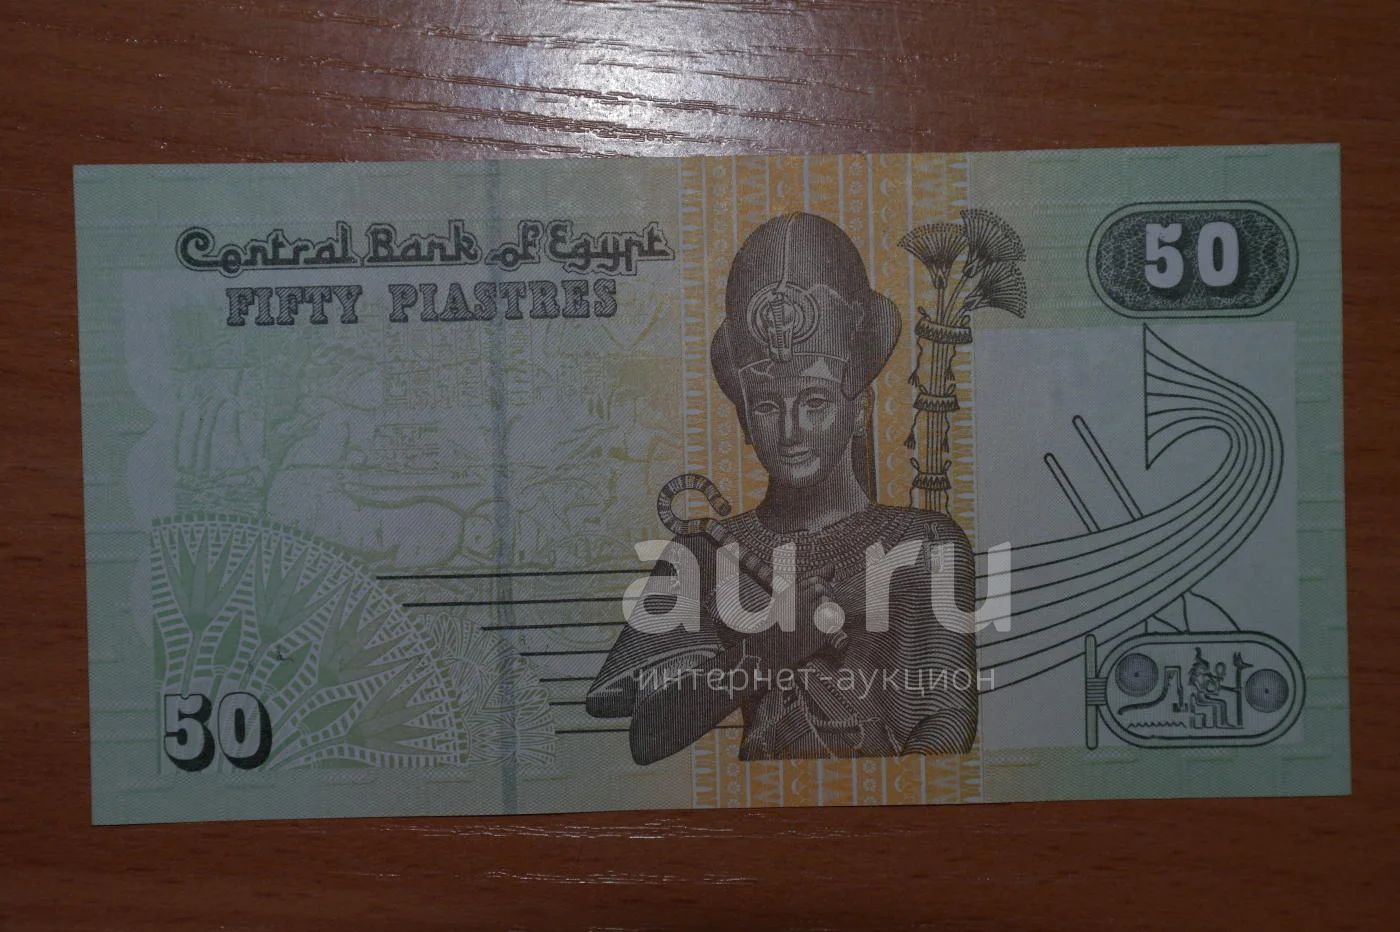 Central Bank of Egypt
FIFTY PIASTRES
50
au.ru
интернет-аукцион
50